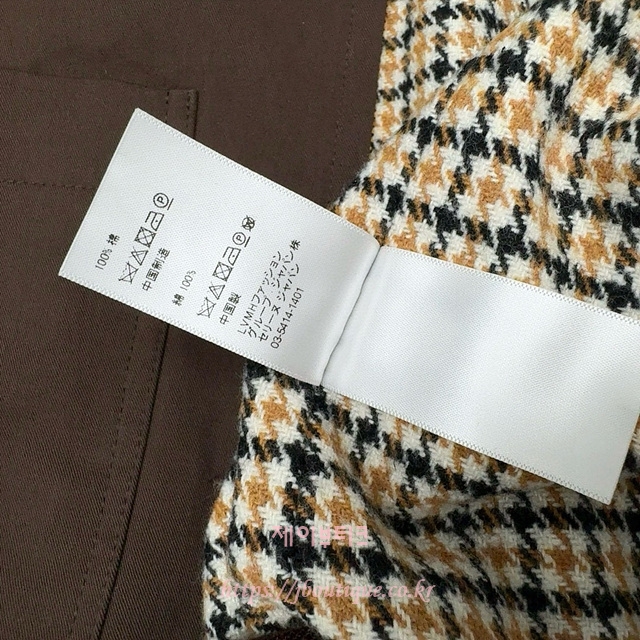 100% 棉
中国制造
綿 100%
中国製
LVMHファッション
グループ・ジャパン
セリーヌ ジャパン 株
03-5414-1401